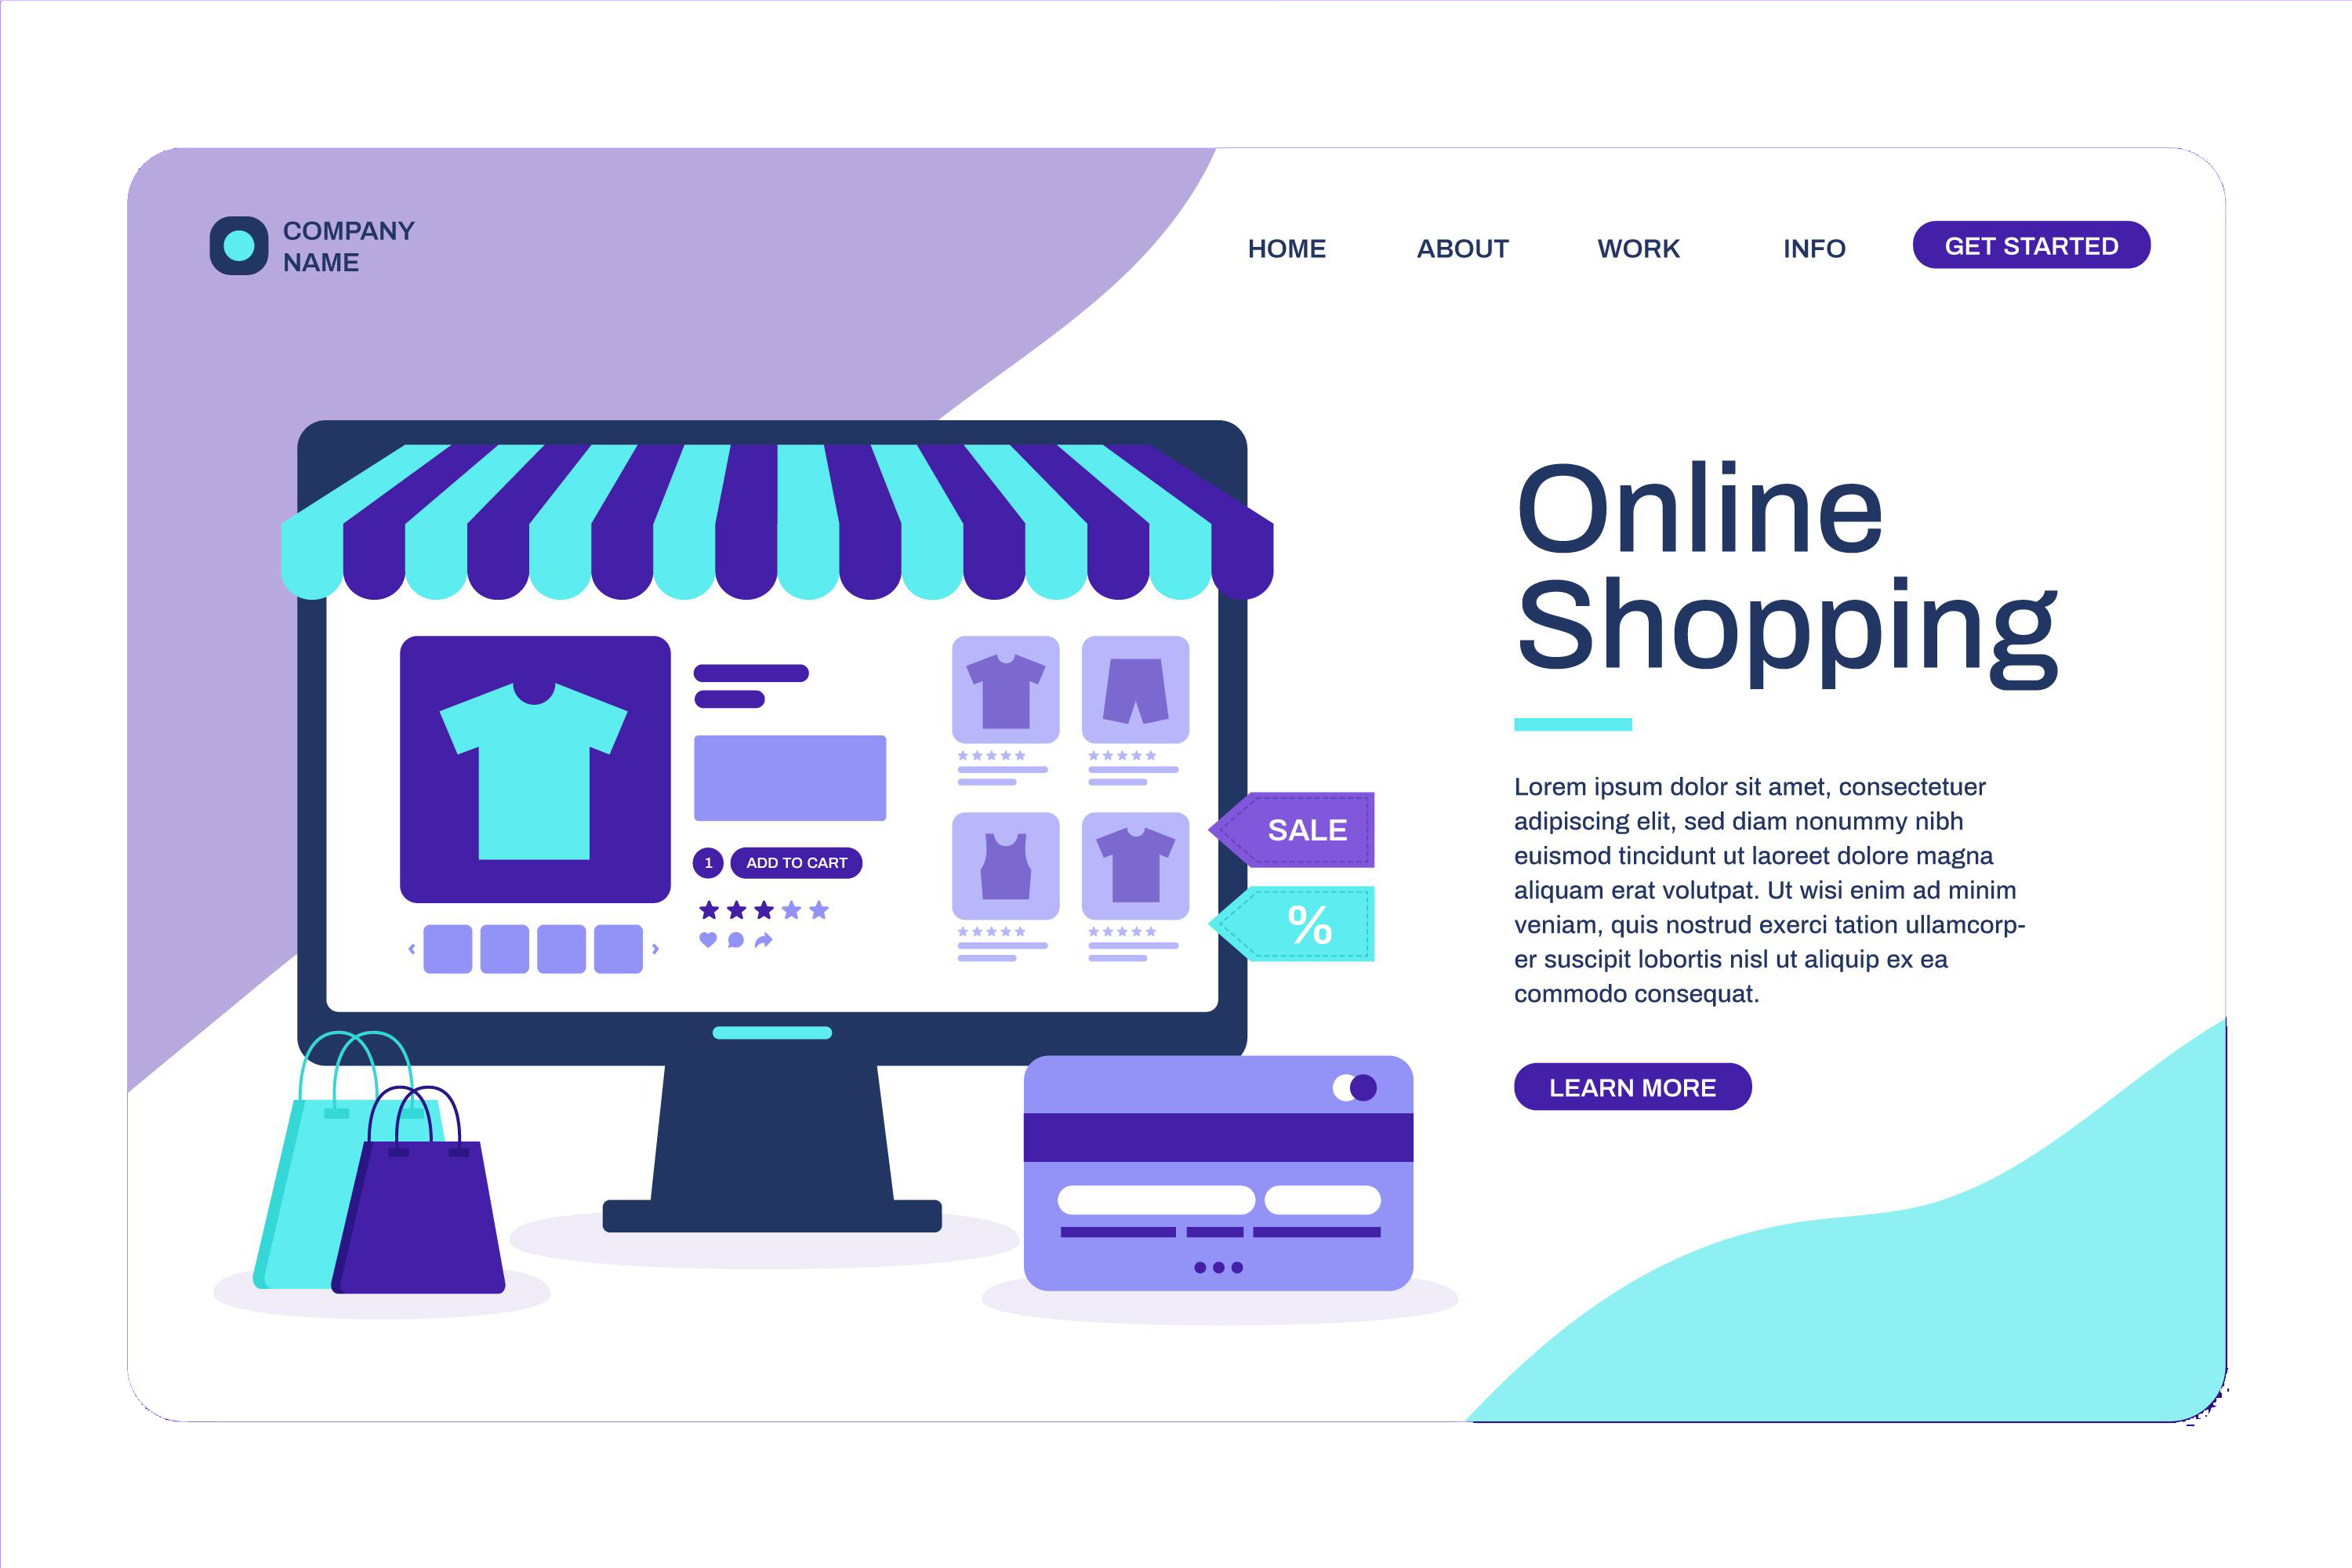 COMPANY
NAME
HOME ABOUT WORK INFO GET STARTED
Online
Shopping
Lorem ipsum dolor sit amet, consectetuer
adipiscing elit, sed diam nonummy nibh
euismod tincidunt ut laoreet dolore magna
aliquam erat volutpat. Ut wisi enim ad minim
veniam, quis nostrud exerci tation ullamcorp-
er suscipit lobortis nisl ut aliquip ex ea
commodo consequat.
LEARN MORE
1 ADD TO CART
SALE
%